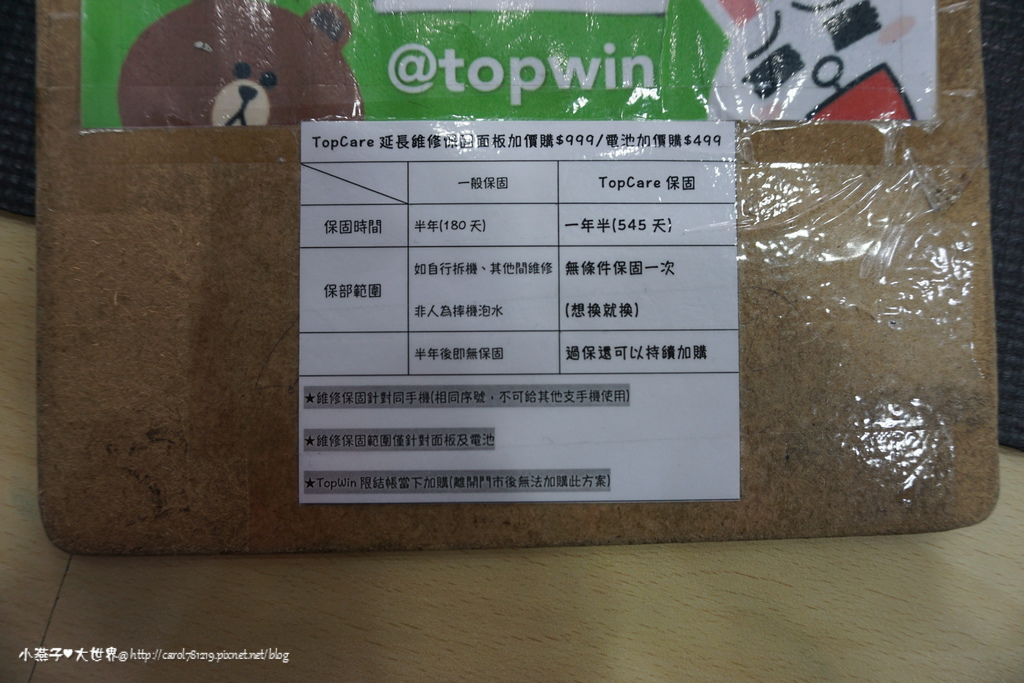 @topwin
TopCare 延長維修保固面板加價購$999/電池加價購$499
一般保固 TopCare 保固
保固時間 半年(180 天) 一年半(545 天)
如自行拆機、其他間維修 無條件保固一次
保部範圍
非人為摔機泡水 (想換就換)
半年後即無保固 過保還可以持續加購
★維修保固針對同手機(相同序號，不可給其他支手機使用)
★維修保固範圍僅針對面板及電池
★TopWin 限結帳當下加購(離開門市後無法加購此方案)
小燕子♥大世界@http://carol781219.pixnet.net/blog